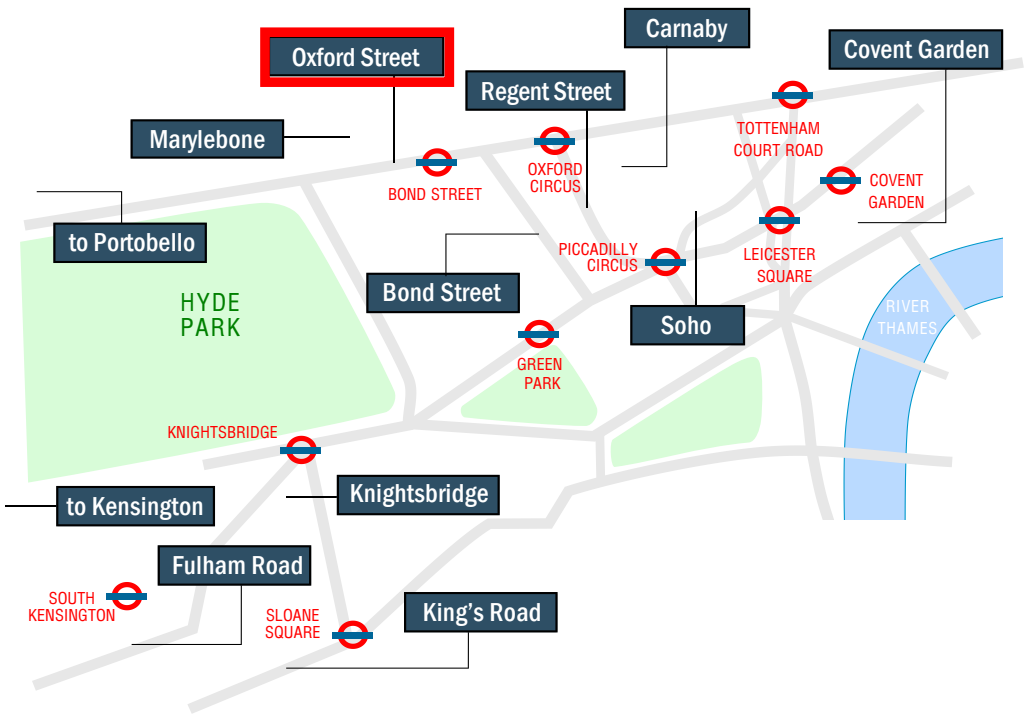 Carnaby
Oxford Street
Covent Garden
Regent Street
Marylebone
TOTTENHAM
COURT ROAD
OXFORD
CIRCUS
BOND STREET
COVENT
GARDEN
to Portobello
PICCADILLY
CIRCUS
LEICESTER
SQUARE
Bond Street
HYDE
PARK
Soho
RIVER
THAMES
GREEN
PARK
KNIGHTSBRIDGE
Knightsbridge
to Kensington
Fulham Road
SOUTH
KENSINGTON
SLOANE
SQUARE
King's Road